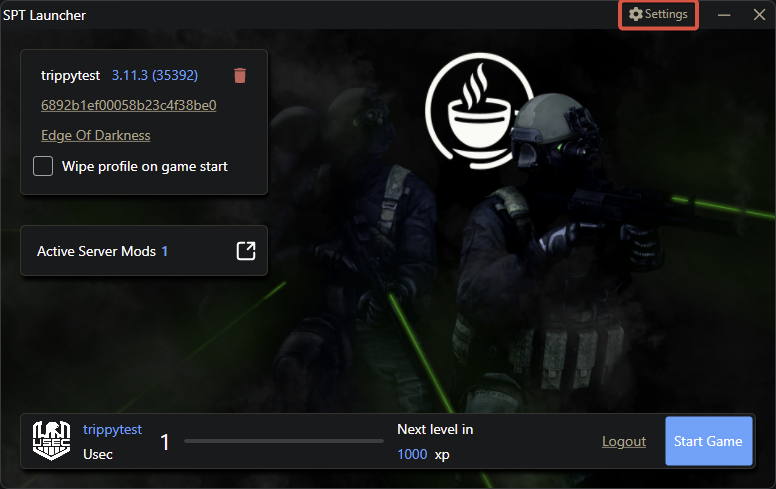 SPT Launcher
Settings
trippytest 3.11.3 (35392)
6892b1ef00058b23c4f38be0
Edge Of Darkness
Wipe profile on game start
Active Server Mods 1
USEC
trippytest
Usec
1
Next level in
1000 xp
Logout
Start Game